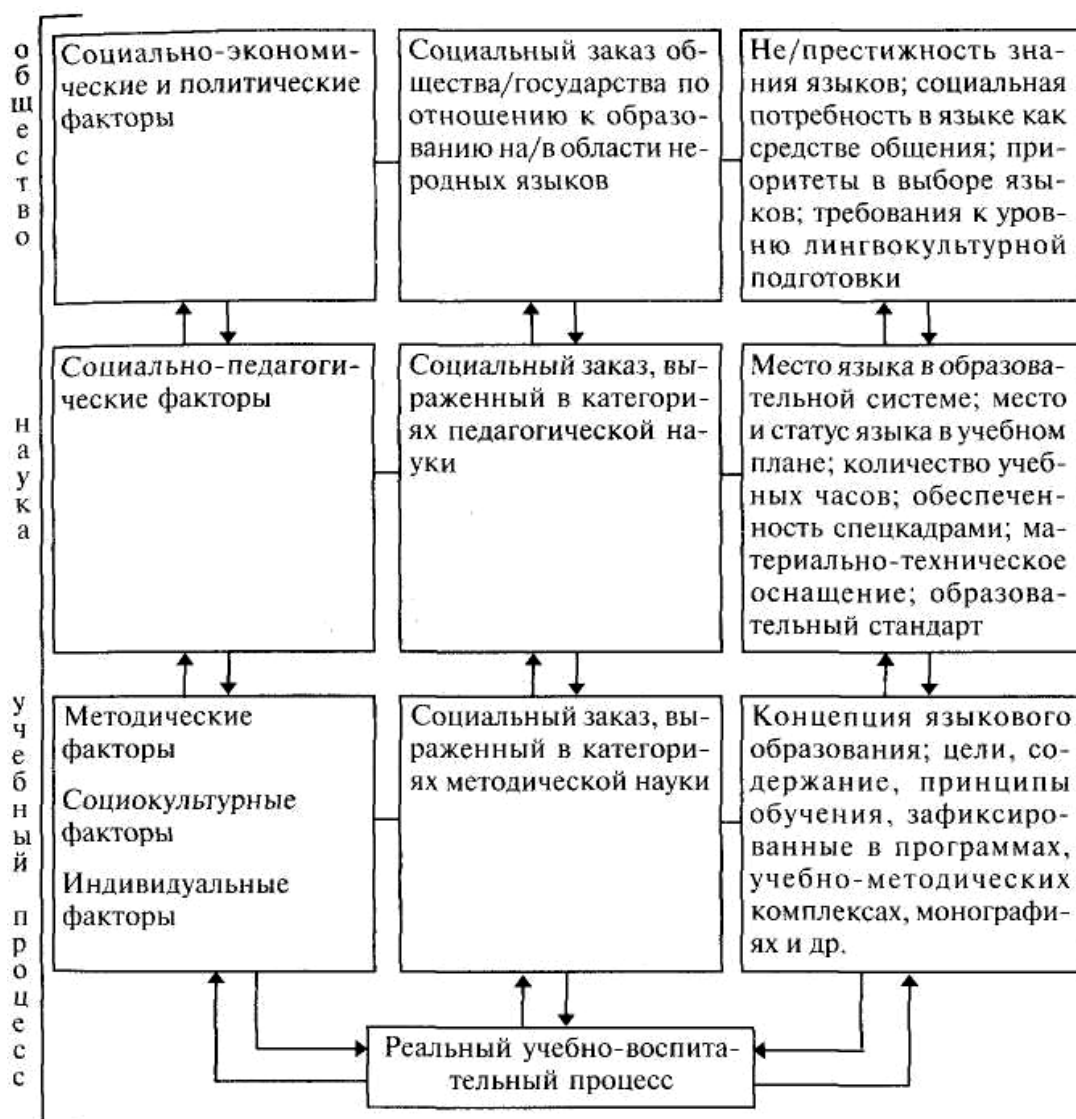 общество
Социально-экономи-
ческие и политические
факторы
Социальный заказ об-
щества/государства по
отношению к образо-
ванию на/в области не-
родных языков
Не/престижность зна
ния языков; социальная
потребность в языке как
средстве общения; при-
оритеты в выборе язы-
ков; требования к уров-
ню лингвокультурной
подготовки
наука
Социально-педагоги-
ческие факторы
Социальный заказ, вы-
раженный в категори-
ях педагогической на-
уки
Место языка в образова-
тельной системе; место
и статус языка в учебном
плане; количество учеб-
ных часов; обеспечен-
ность спецкадрами; ма-
териально-техническое
оснащение; образова-
тельный стандарт
учебный процесс
Методические
факторы
Социокультурные
факторы
Индивидуальные
факторы
Социальный заказ, вы-
раженный в категори-
ях методической науки
Концепция языкового
образования; цели, со-
держание, принципы
обучения, зафиксиро-
ванные в программах,
учебно-методических
комплексах, монографи-
ях и др.
Реальный учебно-воспита-
тельный процесс